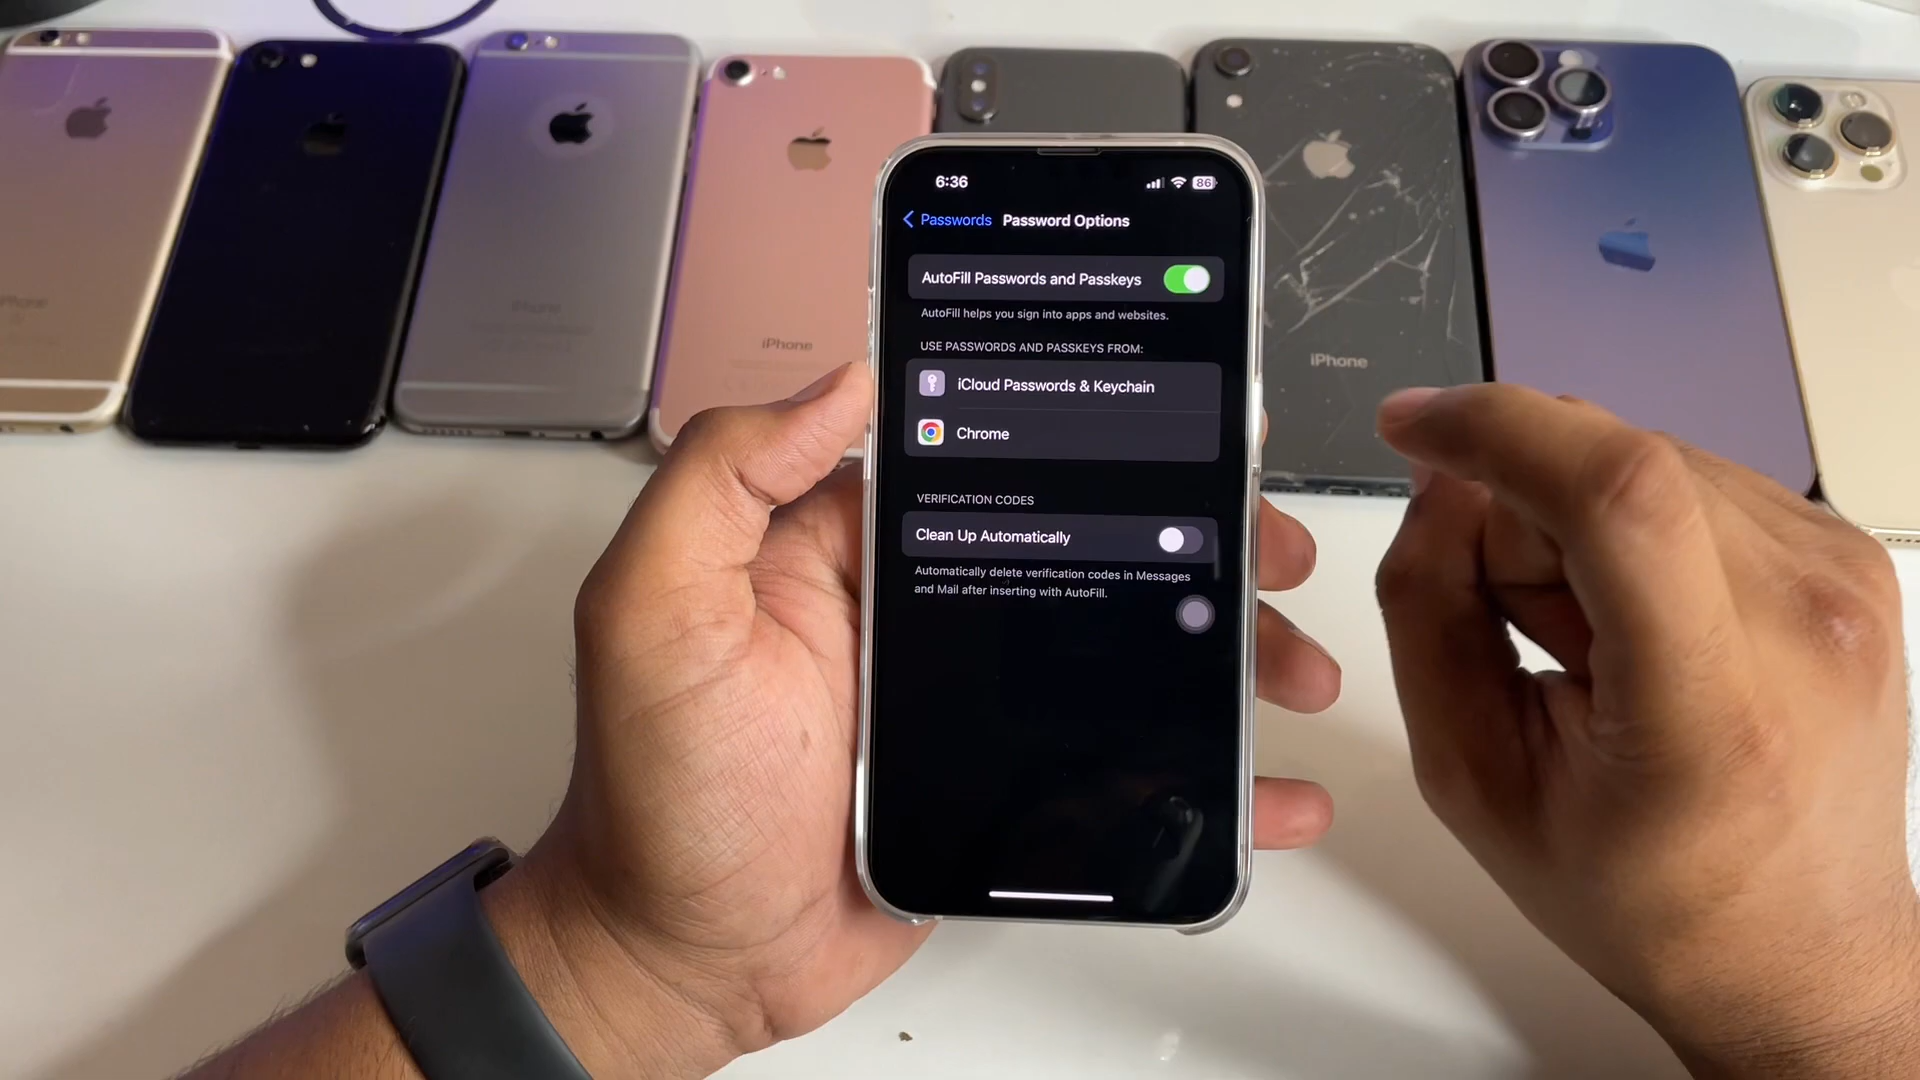 6:36
86
Passwords
Password Options
AutoFill Passwords and Passkeys
AutoFill helps you sign into apps and websites.
USE PASSWORDS AND PASSKEYS FROM:
iCloud Passwords & Keychain
Chrome
VERIFICATION CODES
Clean Up Automatically
Automatically delete verification codes in Messages
and Mail after inserting with AutoFill.
iPhone
iPhone
iPhone
iPhone